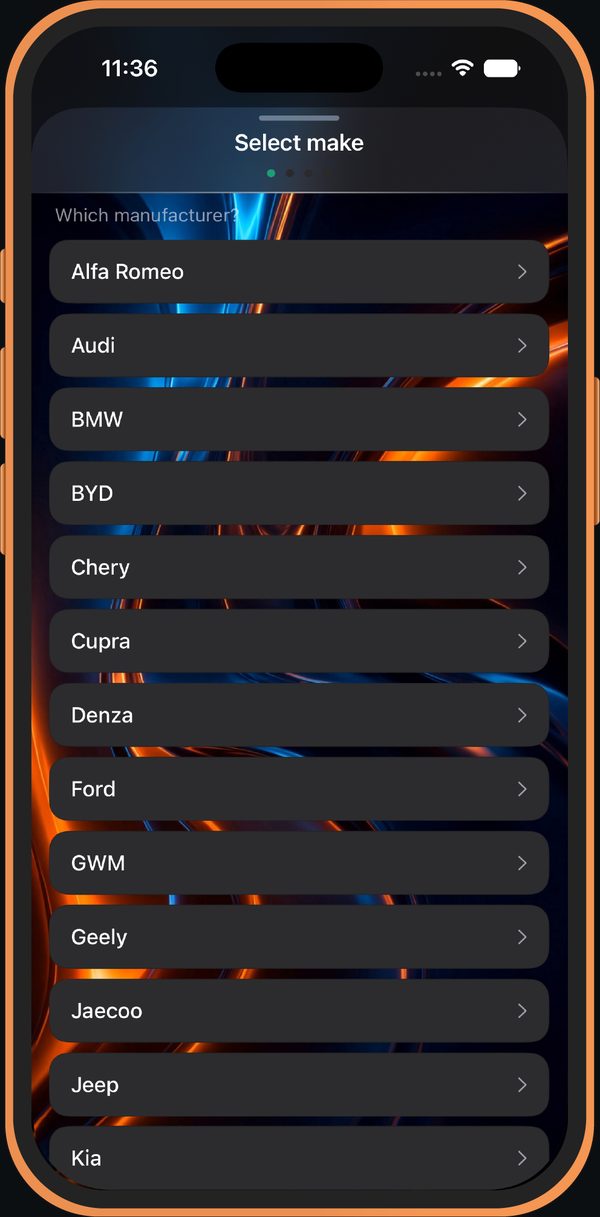 11:36
Select make
Which manufacturer?
Alfa Romeo
Audi
BMW
BYD
Chery
Cupra
Denza
Ford
GWM
Geely
Jaecoo
Jeep
Kia